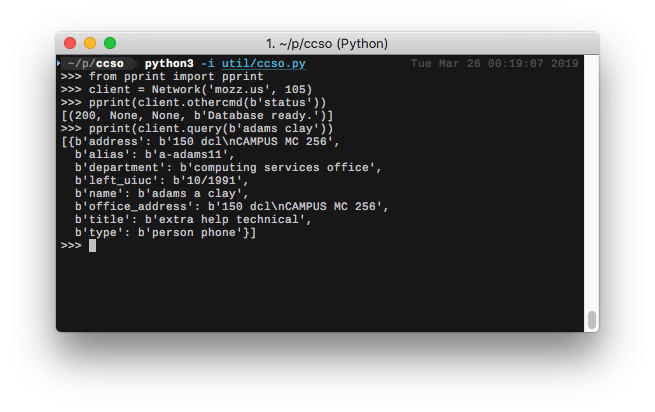 1. ~/p/ccso (Python)
~/p/ccso python3 -i util/ccso.py Tue Mar 26 00:19:07 2019
>>> from pprint import pprint
>>> client = Network('mozz.us', 105)
>>> pprint(client.othercmd(b'status'))
[(200, None, None, b'Database ready.')]
>>> pprint(client.query(b'adams clay'))
[{b'address': b'150 dcl\nCAMPUS MC 256',
  b'alias': b'a-adams11',
  b'department': b'computing services office',
  b'left_uiuc': b'10/1991',
  b'name': b'adams a clay',
  b'office_address': b'150 dcl\nCAMPUS MC 256',
  b'title': b'extra help technical',
  b'type': b'person phone'}]
>>>